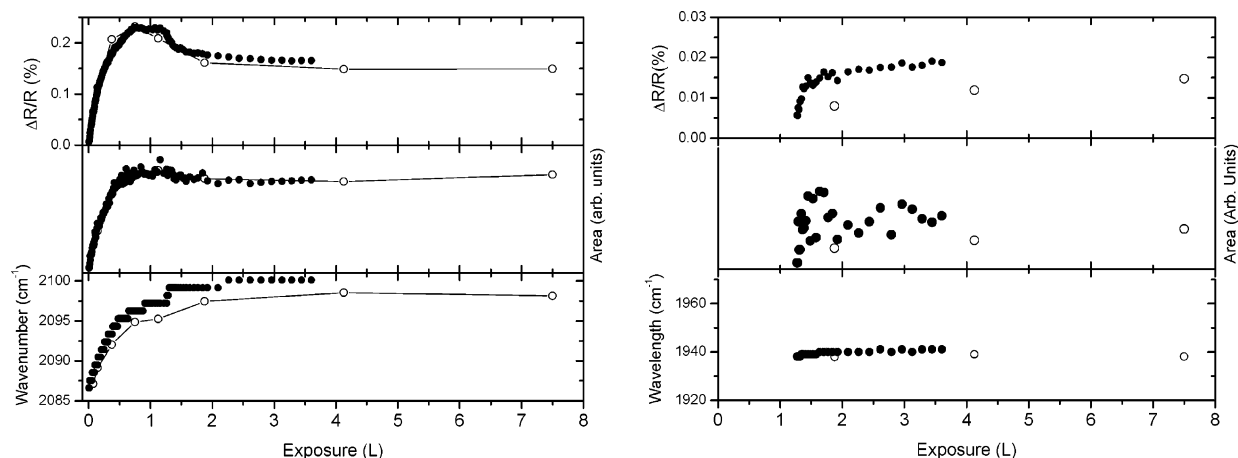 0.2
0.1
0.0
ΔR/R (%)
Area (arb. units)
2100
2095
2090
2085
Wavenumber (cm⁻¹)
0 1 2 3 4 5 6 7 8
Exposure (L)
0.03
0.02
0.01
0.00
ΔR/R(%)
Area (Arb. Units)
1960
1940
1920
Wavelength (cm⁻¹)
0 1 2 3 4 5 6 7 8
Exposure (L)